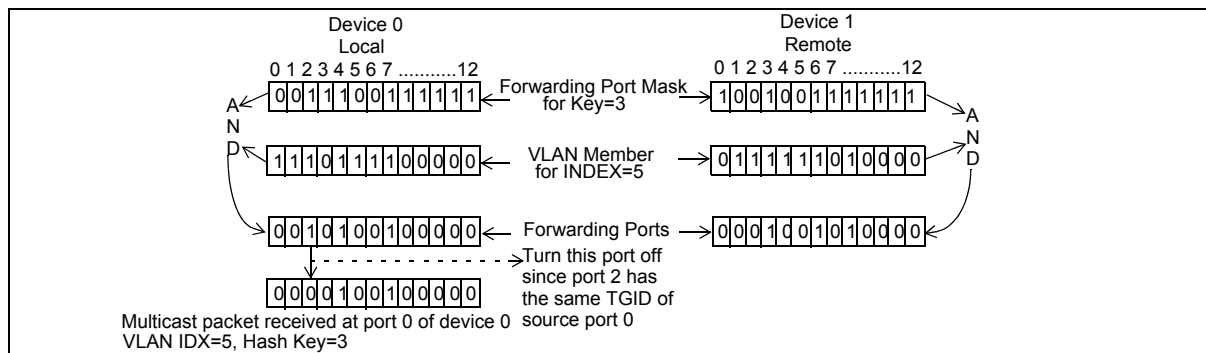 Device 0
Local
Device 1
Remote
0 1 2 3 4 5 6 7 ...........12
0 1 2 3 4 5 6 7 ...........12
0 0 1 1 1 0 0 1 1 1 1 1 1
Forwarding Port Mask
for Key=3
1 0 0 1 0 0 1 1 1 1 1 1 1
A
N
D
A
N
D
1 1 1 0 1 1 1 1 0 0 0 0 0
VLAN Member
for INDEX=5
0 1 1 1 1 1 1 0 1 0 0 0 0
0 0 1 0 1 0 0 1 0 0 0 0 0
Forwarding Ports
0 0 0 1 0 0 1 0 1 0 0 0 0
Turn this port off
since port 2 has
the same TGID of
source port 0
0 0 0 0 1 0 0 1 0 0 0 0 0
Multicast packet received at port 0 of device 0
VLAN IDX=5, Hash Key=3